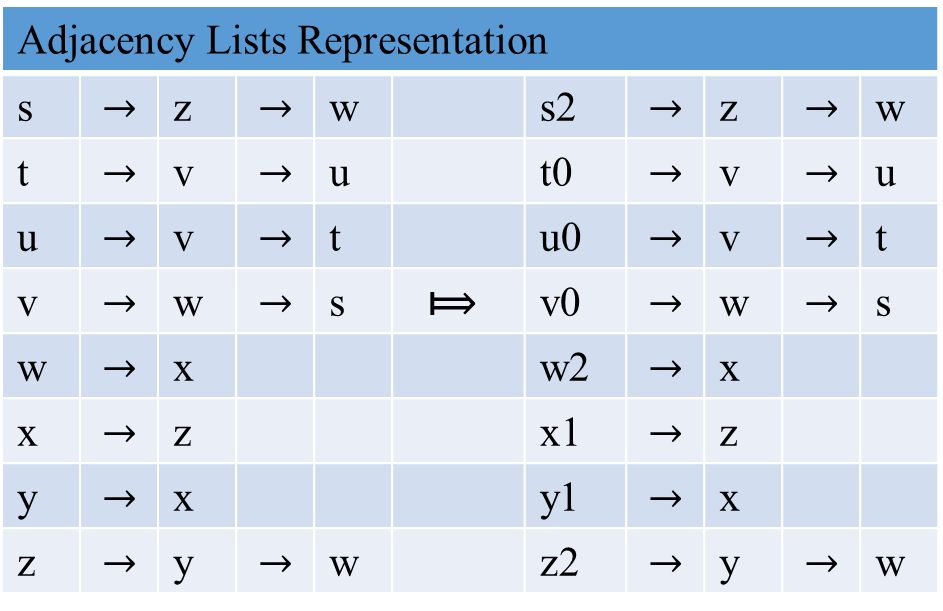 Adjacency Lists Representation
s → z → w s2 → z → w
t → v → u t0 → v → u
u → v → t u0 → v → t
v → w → s ⤇ v0 → w → s
w → x w2 → x
x → z x1 → z
y → x y1 → x
z → y → w z2 → y → w